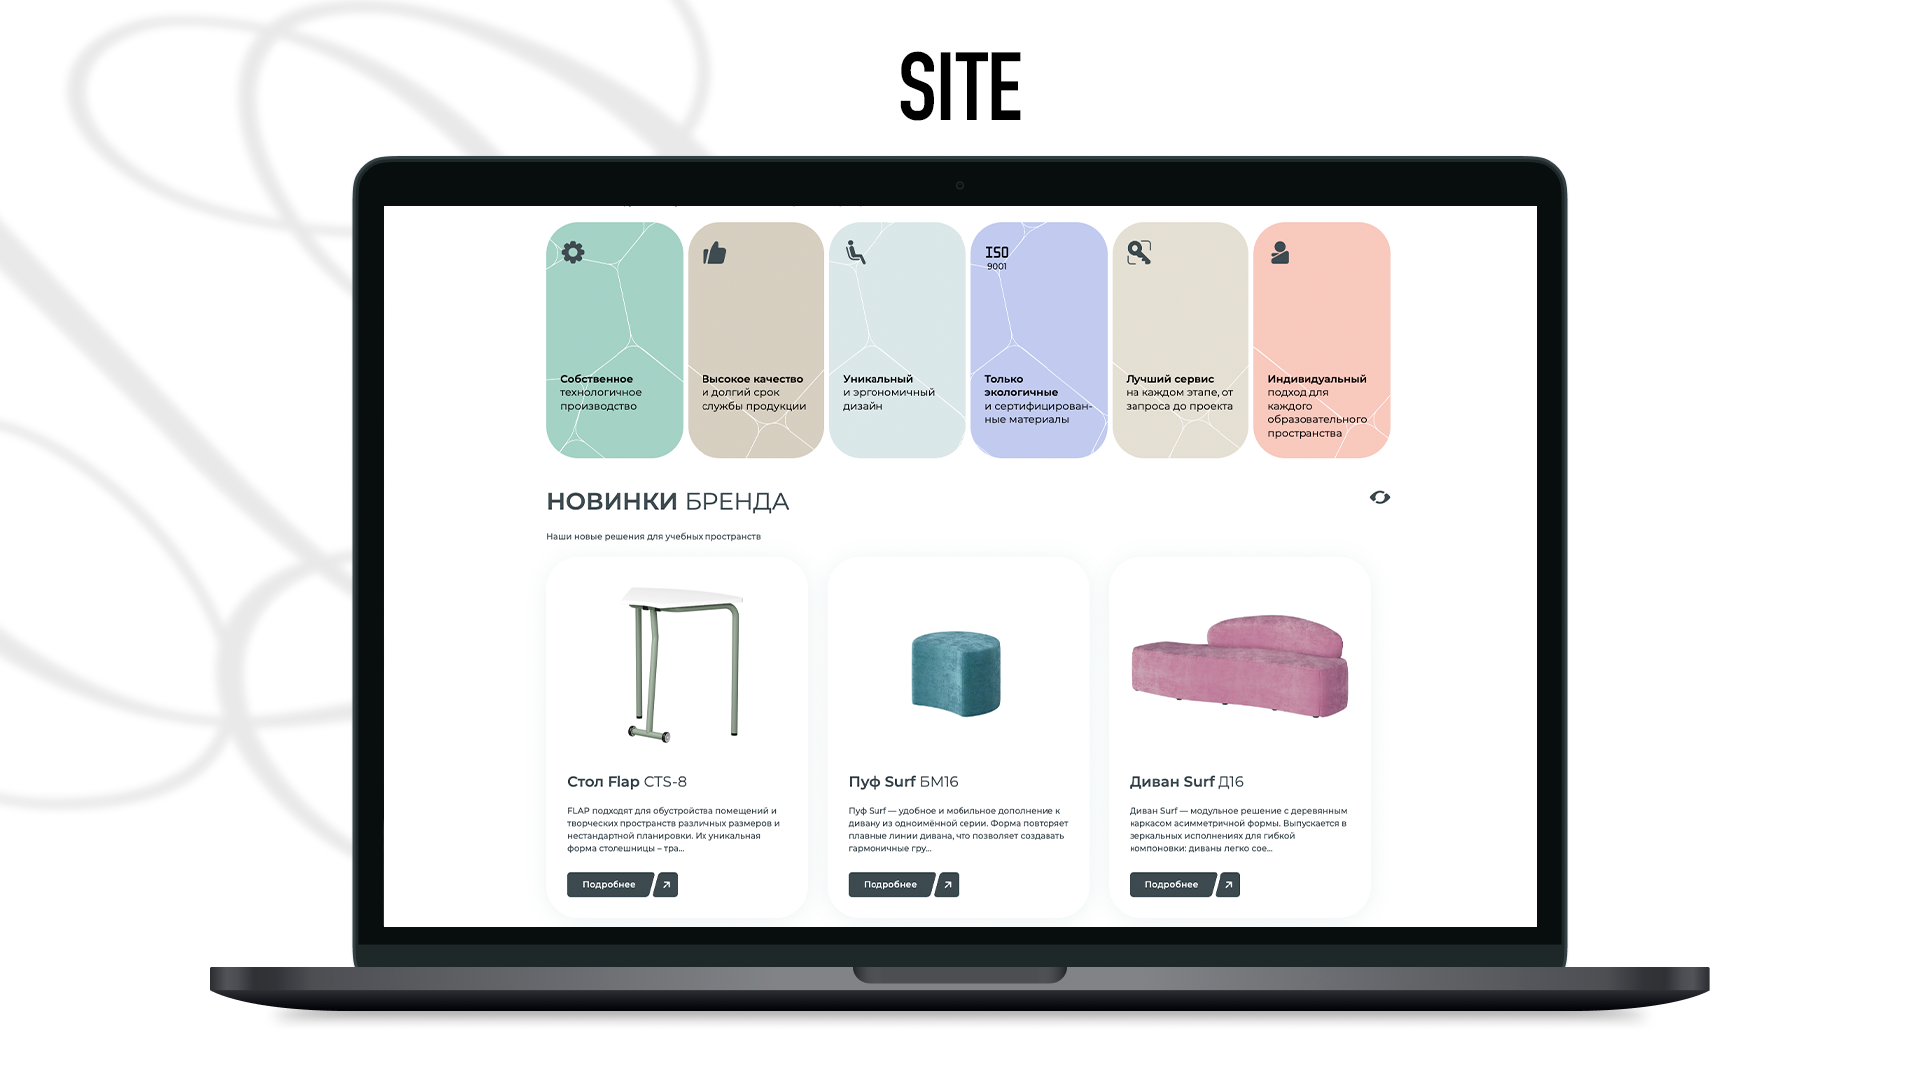 SITE
ISO
9001
Собственное
технологичное
производство
Высокое качество
и долгий срок
службы продукции
Уникальный
и эргономичный
дизайн
Только
экологичные
и сертифицирован-
ные материалы
Лучший сервис
на каждом этапе, от
запроса до проекта
Индивидуальный
подход для
каждого
образовательного
пространства
НОВИНКИ БРЕНДА
Наши новые решения для учебных пространств
Стол Flap СТS-8
FLAP подходят для обустройства помещений и
творческих пространств различных размеров и
нестандартной планировки. Их уникальная
форма столешницы – тра...
Подробнее
Пуф Surf БМ16
Пуф Surf — удобное и мобильное дополнение к
дивану из одноимённой серии. Форма повторяет
плавные линии дивана, что позволяет создавать
гармоничные гру...
Подробнее
Диван Surf Д16
Диван Surf — модульное решение с деревянным
каркасом асимметричной формы. Выпускается в
зеркальных исполнениях для гибкой
компоновки: диваны легко сое...
Подробнее